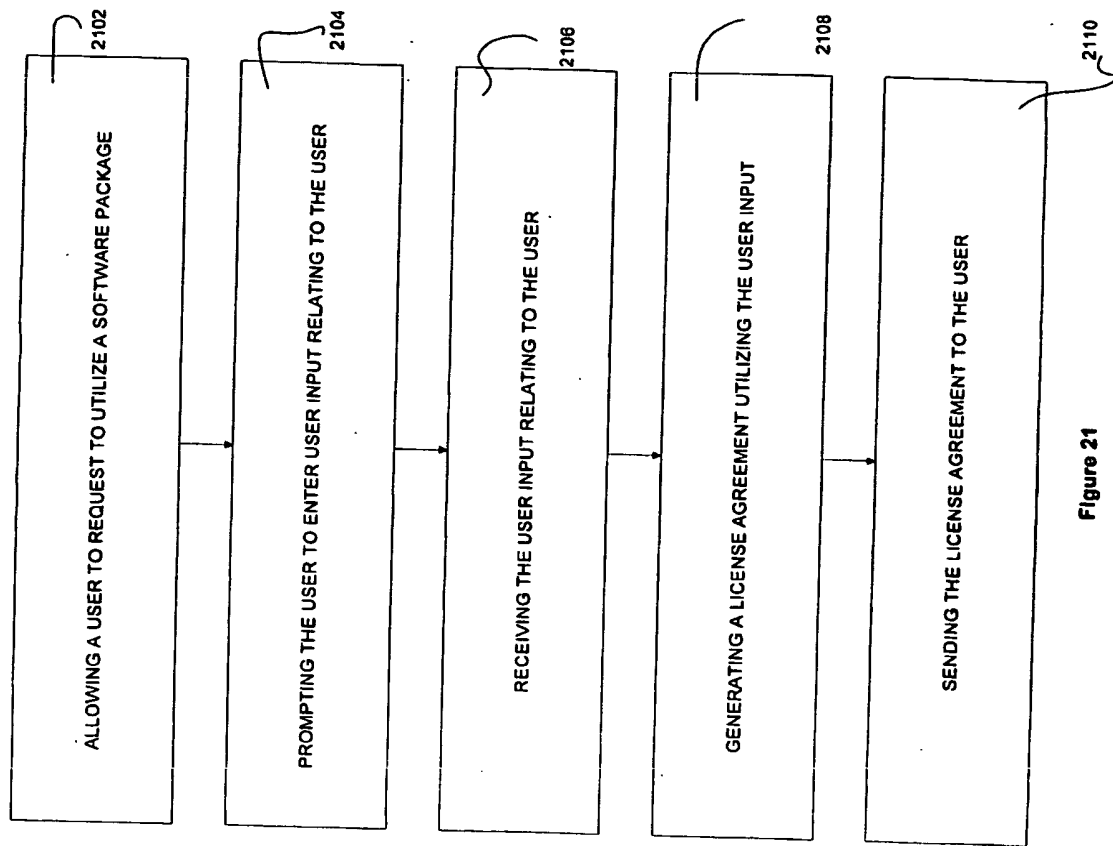 2102
ALLOWING A USER TO REQUEST TO UTILIZE A SOFTWARE PACKAGE
2104
PROMPTING THE USER TO ENTER USER INPUT RELATING TO THE USER
2106
RECEIVING THE USER INPUT RELATING TO THE USER
2108
GENERATING A LICENSE AGREEMENT UTILIZING THE USER INPUT
2110
SENDING THE LICENSE AGREEMENT TO THE USER
Figure 21